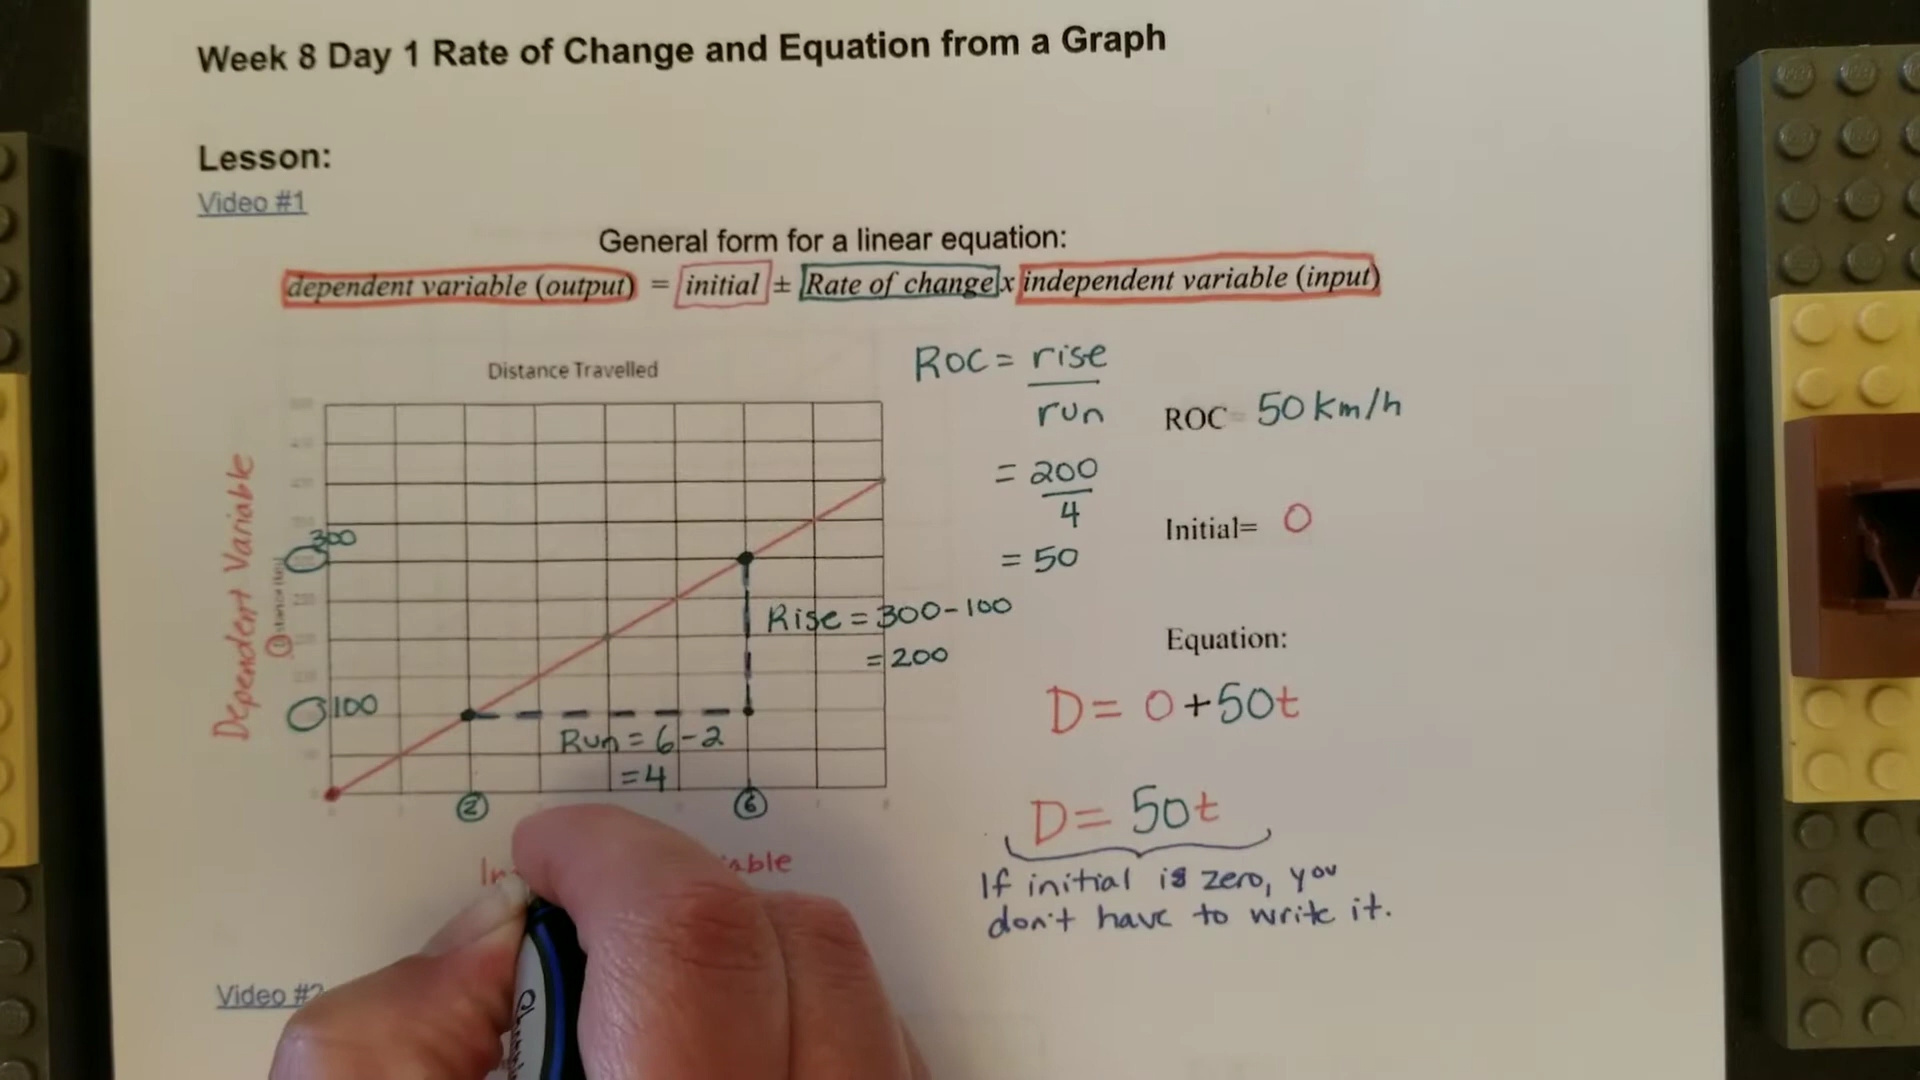 Week 8 Day 1 Rate of Change and Equation from a Graph
Lesson:
Video #1
General form for a linear equation:
dependent variable (output) = initial ± Rate of change x independent variable (input)
Distance Travelled
Dependent Variable
300
100
Rise = 300-100
= 200
Run = 6-2
= 4
2
6
ROC = rise
run
= 200
4
= 50
ROC 50 km/h
Initial= 0
Equation:
D = 0 + 50t
D = 50t
If initial is zero, you
don't have to write it.
Video #2